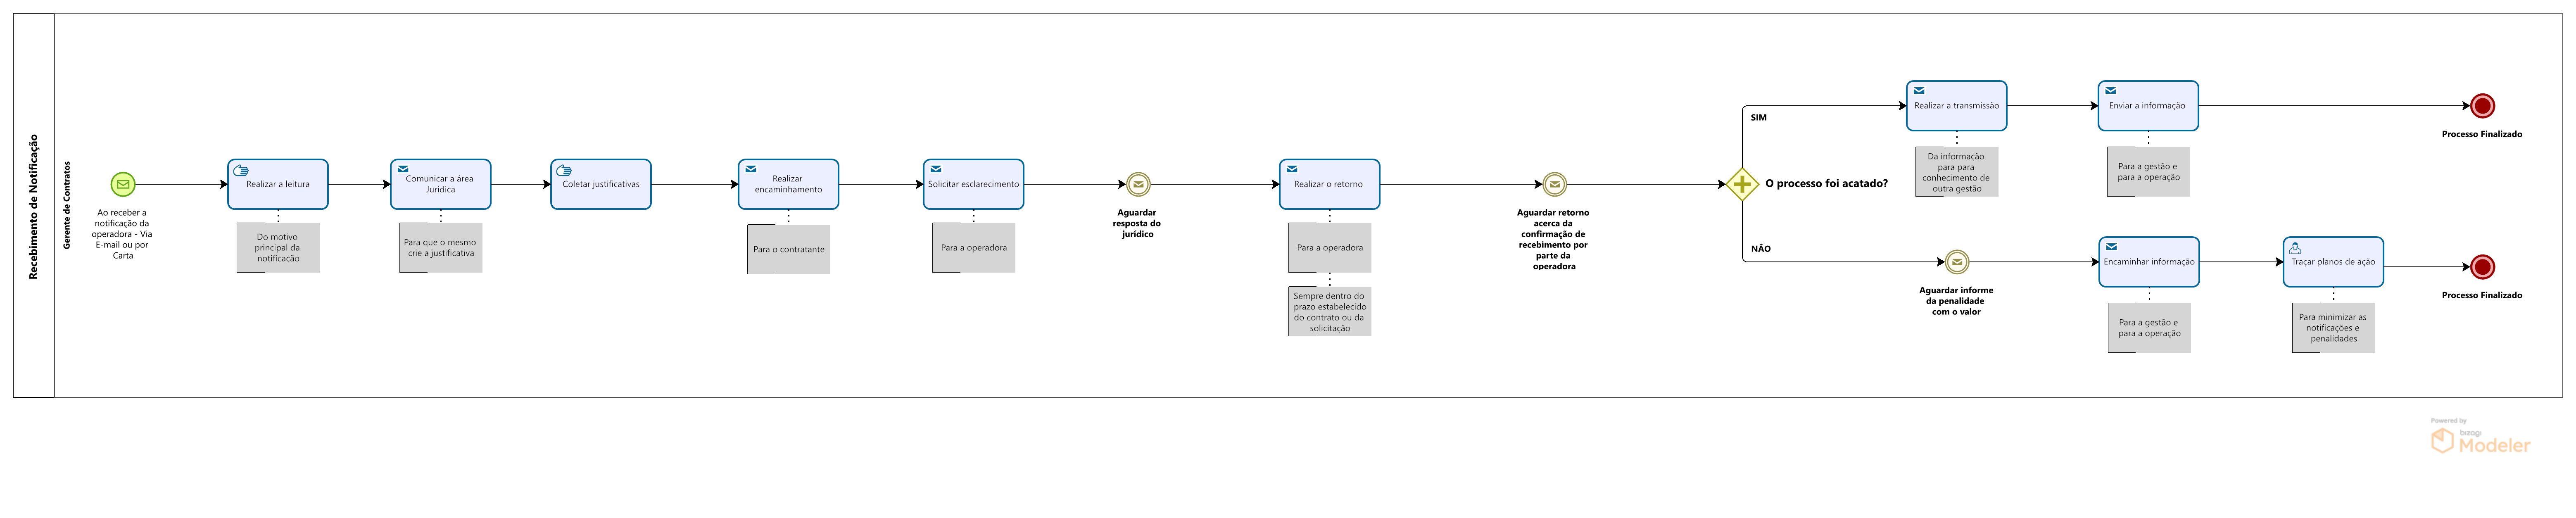 Recebimento de Notificação
Gerente de Contratos
Ao receber a
notificação da
operadora - Via
E-mail ou por
Carta
Realizar a leitura
Do motivo
principal da
notificação
Comunicar a área
Jurídica
Para que o mesmo
crie a justificativa
Coletar justificativas
Realizar
encaminhamento
Para o contratante
Solicitar esclarecimento
Para a operadora
Aguardar
resposta do
jurídico
Realizar o retorno
Para a operadora
Sempre dentro do
prazo estabelecido
do contrato ou da
solicitação
Aguardar retorno
acerca da
confirmação de
recebimento por
parte da
operadora
O processo foi acatado?
SIM
Realizar a transmissão
Da informação
para para
conhecimento de
outra gestão
Enviar a informação
Para a gestão e
para a operação
Processo Finalizado
NÃO
Aguardar informe
da penalidade
com o valor
Encaminhar informação
Para a gestão e
para a operação
Traçar planos de ação
Para minimizar as
notificações e
penalidades
Processo Finalizado
Powered by
bizagi
Modeler